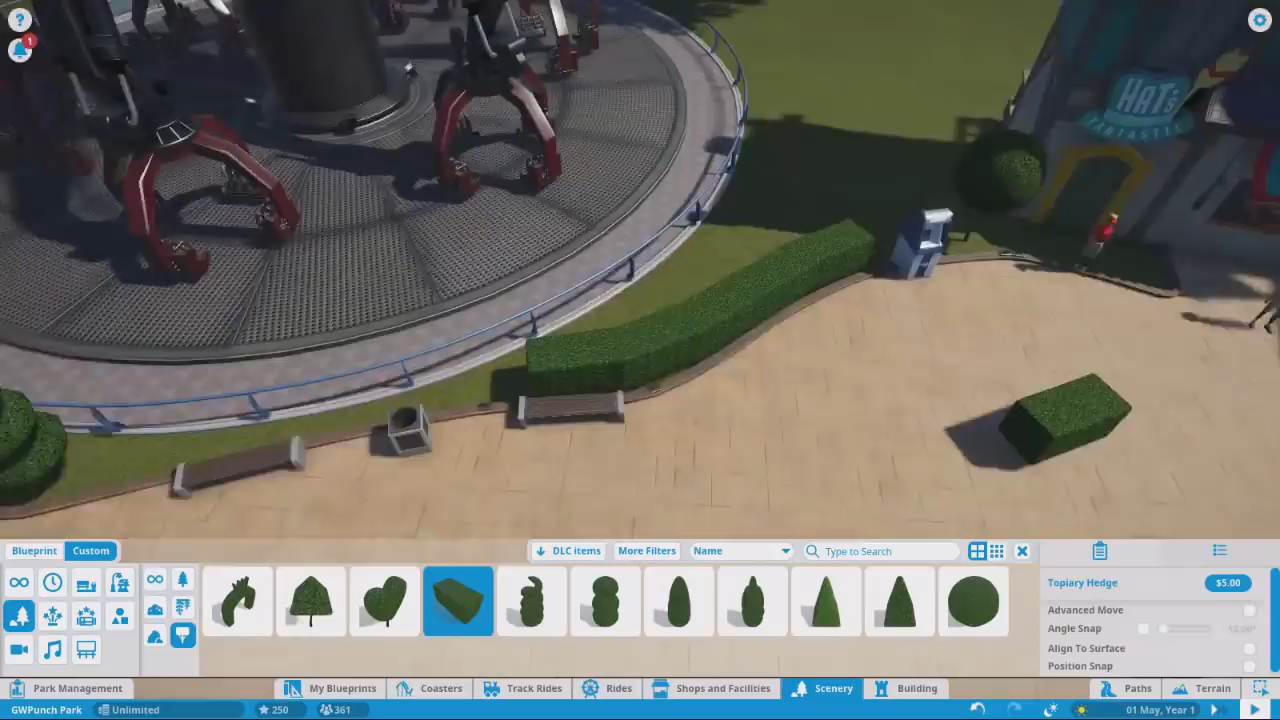 ?
1
HATS
FANTASTIC
Blueprint
Custom
DLC items
More Filters
Name
Type to Search
Topiary Hedge
$5.00
Advanced Move
Angle Snap
Align To Surface
Position Snap
Park Management
My Blueprints
Coasters
Track Rides
Rides
Shops and Facilities
Scenery
Building
Paths
Terrain
GWPunch Park
Unlimited
250
361
01 May, Year 1